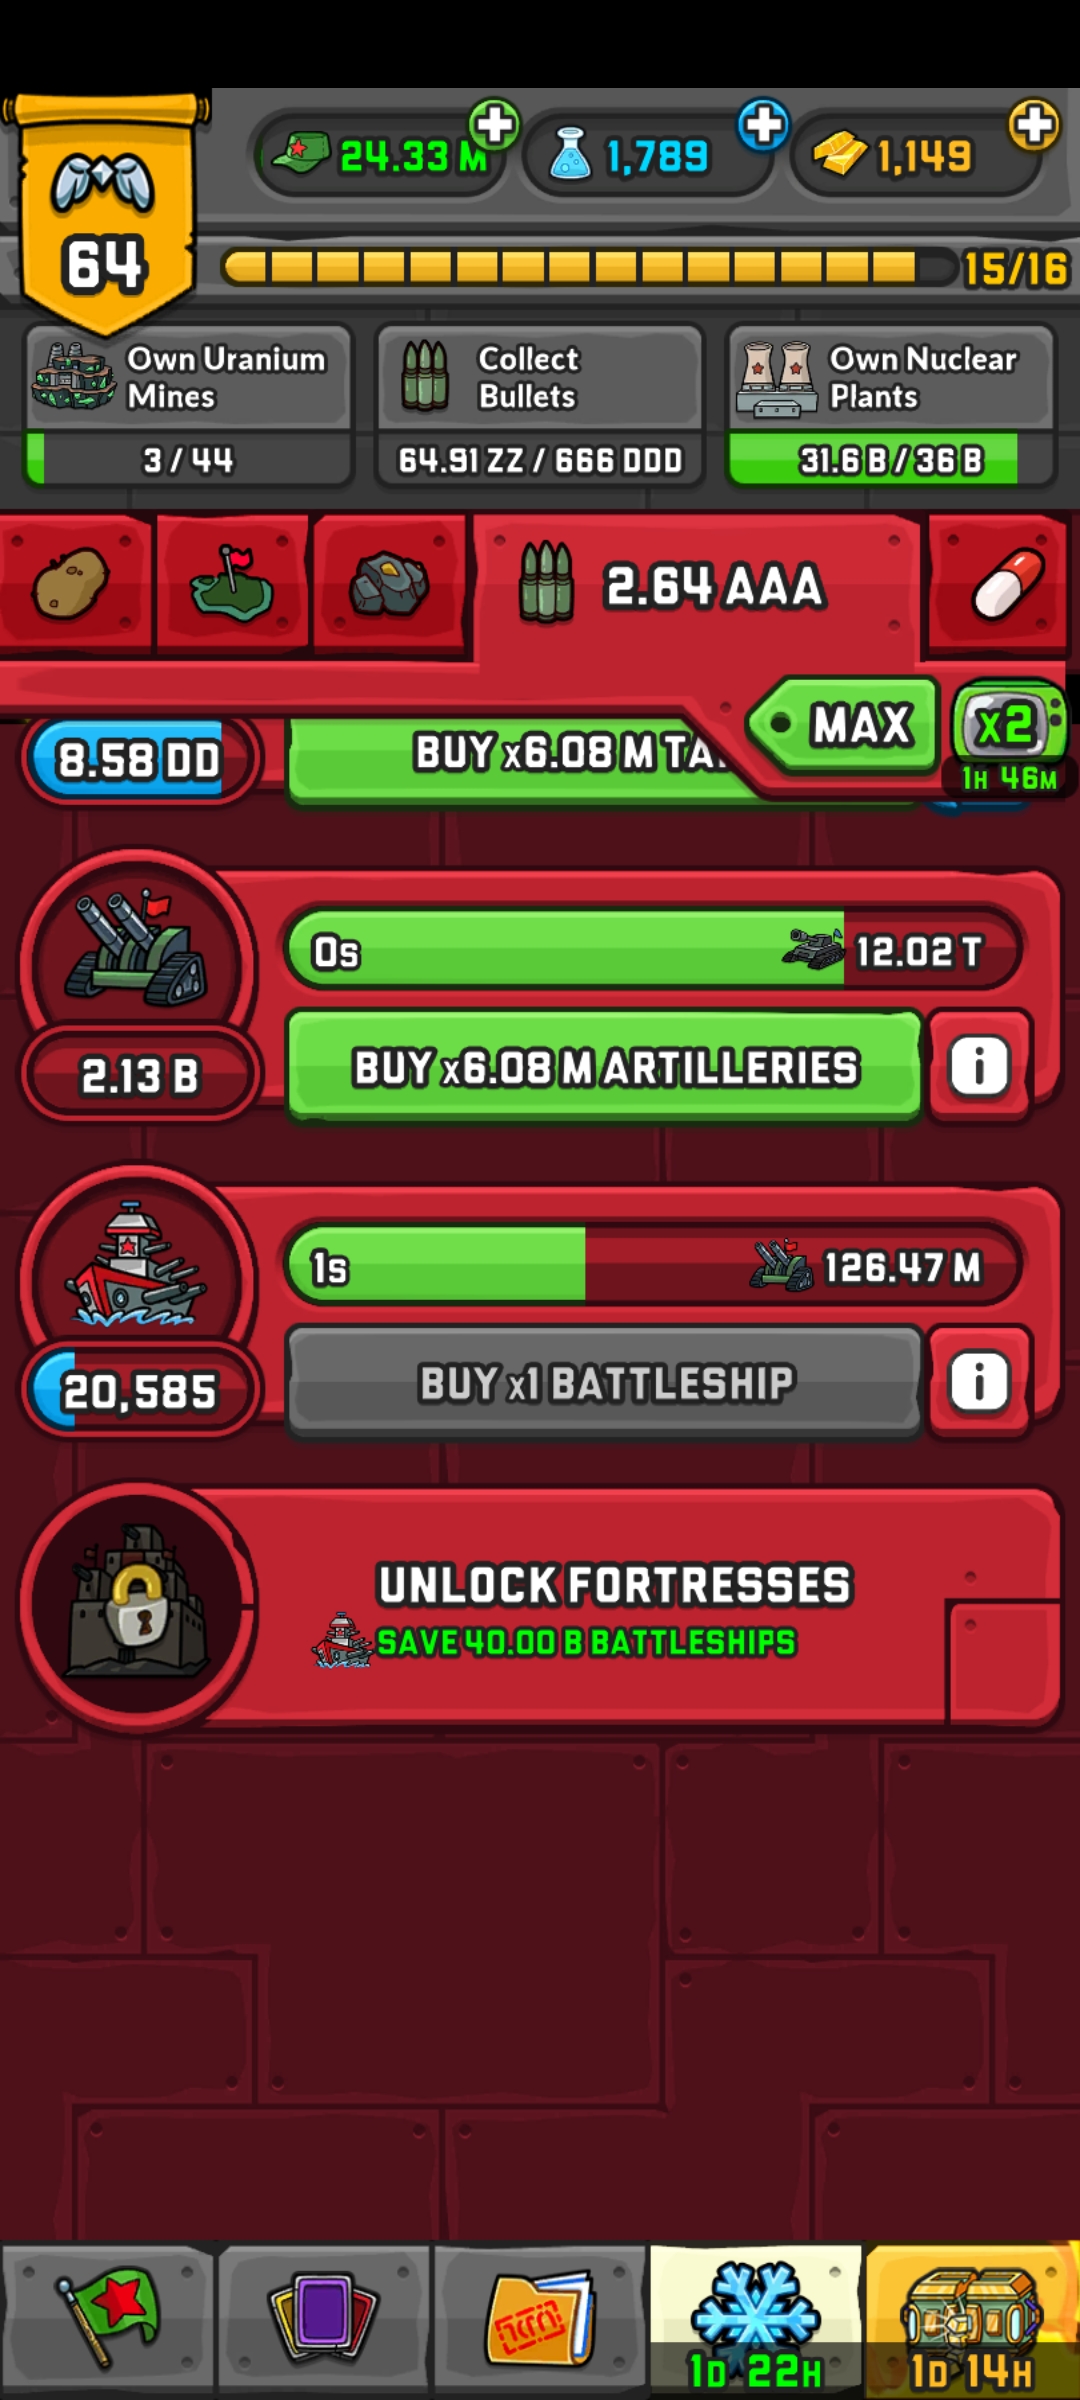 64
24.33 M
1,789
1,149
15/16
Own Uranium
Mines
3 / 44
Collect
Bullets
64.91 ZZ / 666 DDD
Own Nuclear
Plants
31.6 B / 36 B
2.64 AAA
MAX
x2
1H 46M
8.58 DD
BUY x6.08 M TA
0s
12.02 T
2.13 B
BUY x6.08 M ARTILLERIES
i
1s
126.47 M
20,585
BUY x1 BATTLESHIP
i
UNLOCK FORTRESSES
SAVE 40.00 B BATTLESHIPS
1D 22H
1D 14H